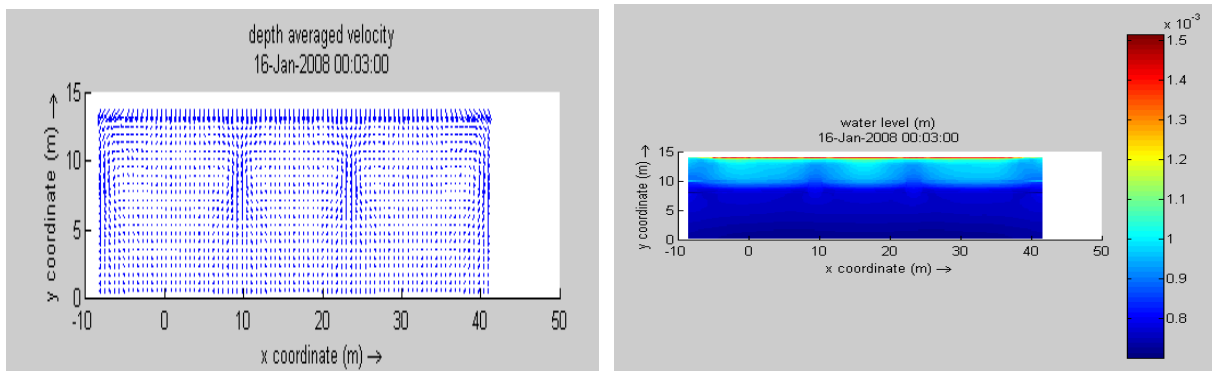 depth averaged velocity
16-Jan-2008 00:03:00
15
10
5
0
y coordinate (m) →
-10 0 10 20 30 40 50
x coordinate (m) →
water level (m)
16-Jan-2008 00:03:00
15
10
5
0
y coordinate (m) →
-10 0 10 20 30 40 50
x coordinate (m) →
x 10⁻³
1.5
1.4
1.3
1.2
1.1
1
0.9
0.8